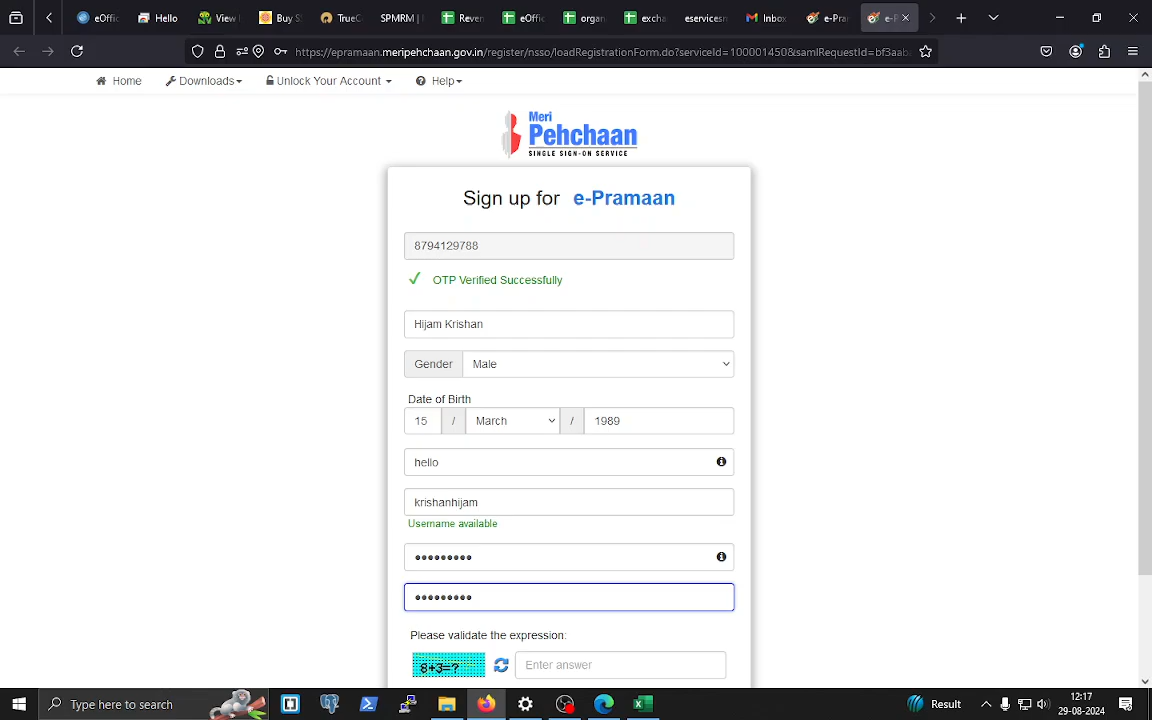 eOffic
Hello
View
Buy S
TrueC
SPMRM |
Reven
eOffic
organ
excha
eservicesn
Inbox
e-Pra
e-P
https://epramaan.meripehchaan.gov.in/register/nsso/loadRegistrationForm.do?serviceId=100001450&samlRequestId=bf3aab
Home Downloads Unlock Your Account Help
Meri
Pehchaan
SINGLE SIGN-ON SERVICE
Sign up for e-Pramaan
8794129788
OTP Verified Successfully
Hijam Krishan
Gender Male
Date of Birth
15 / March / 1989
hello
krishanhijam
Username available
Please validate the expression:
8+3=? Enter answer
Type here to search
Result
12:17
29-08-2024